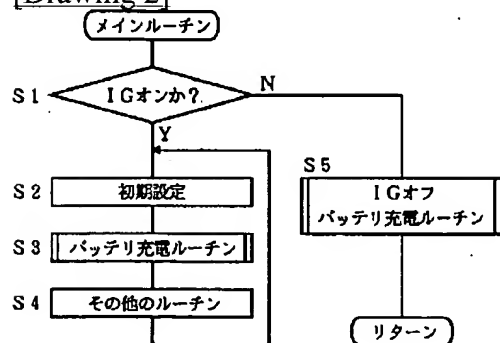 [Drawing 2]
メインルーチン
S1
IGオンか?
N
Y
S2
初期設定
S3
バッテリ充電ルーチン
S4
その他のルーチン
S5
IGオフ
バッテリ充電ルーチン
リターン